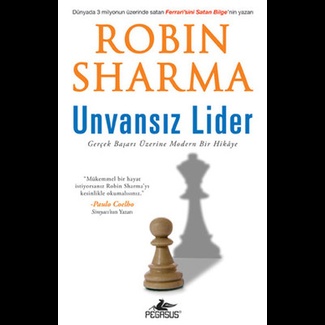 Dünyada 3 milyonun üzerinde satan Ferrari'sini Satan Bilge'nin yazarı
ROBIN
SHARMA
Unvansız Lider
Gerçek Başarı Üzerine Modern Bir Hikâye
"Mükemmel bir hayat
istiyorsanız Robin Sharma'yı
kesinlikle okumalısınız."
-Paulo Coelho
Simyacı'nın Yazarı
PEGASUS